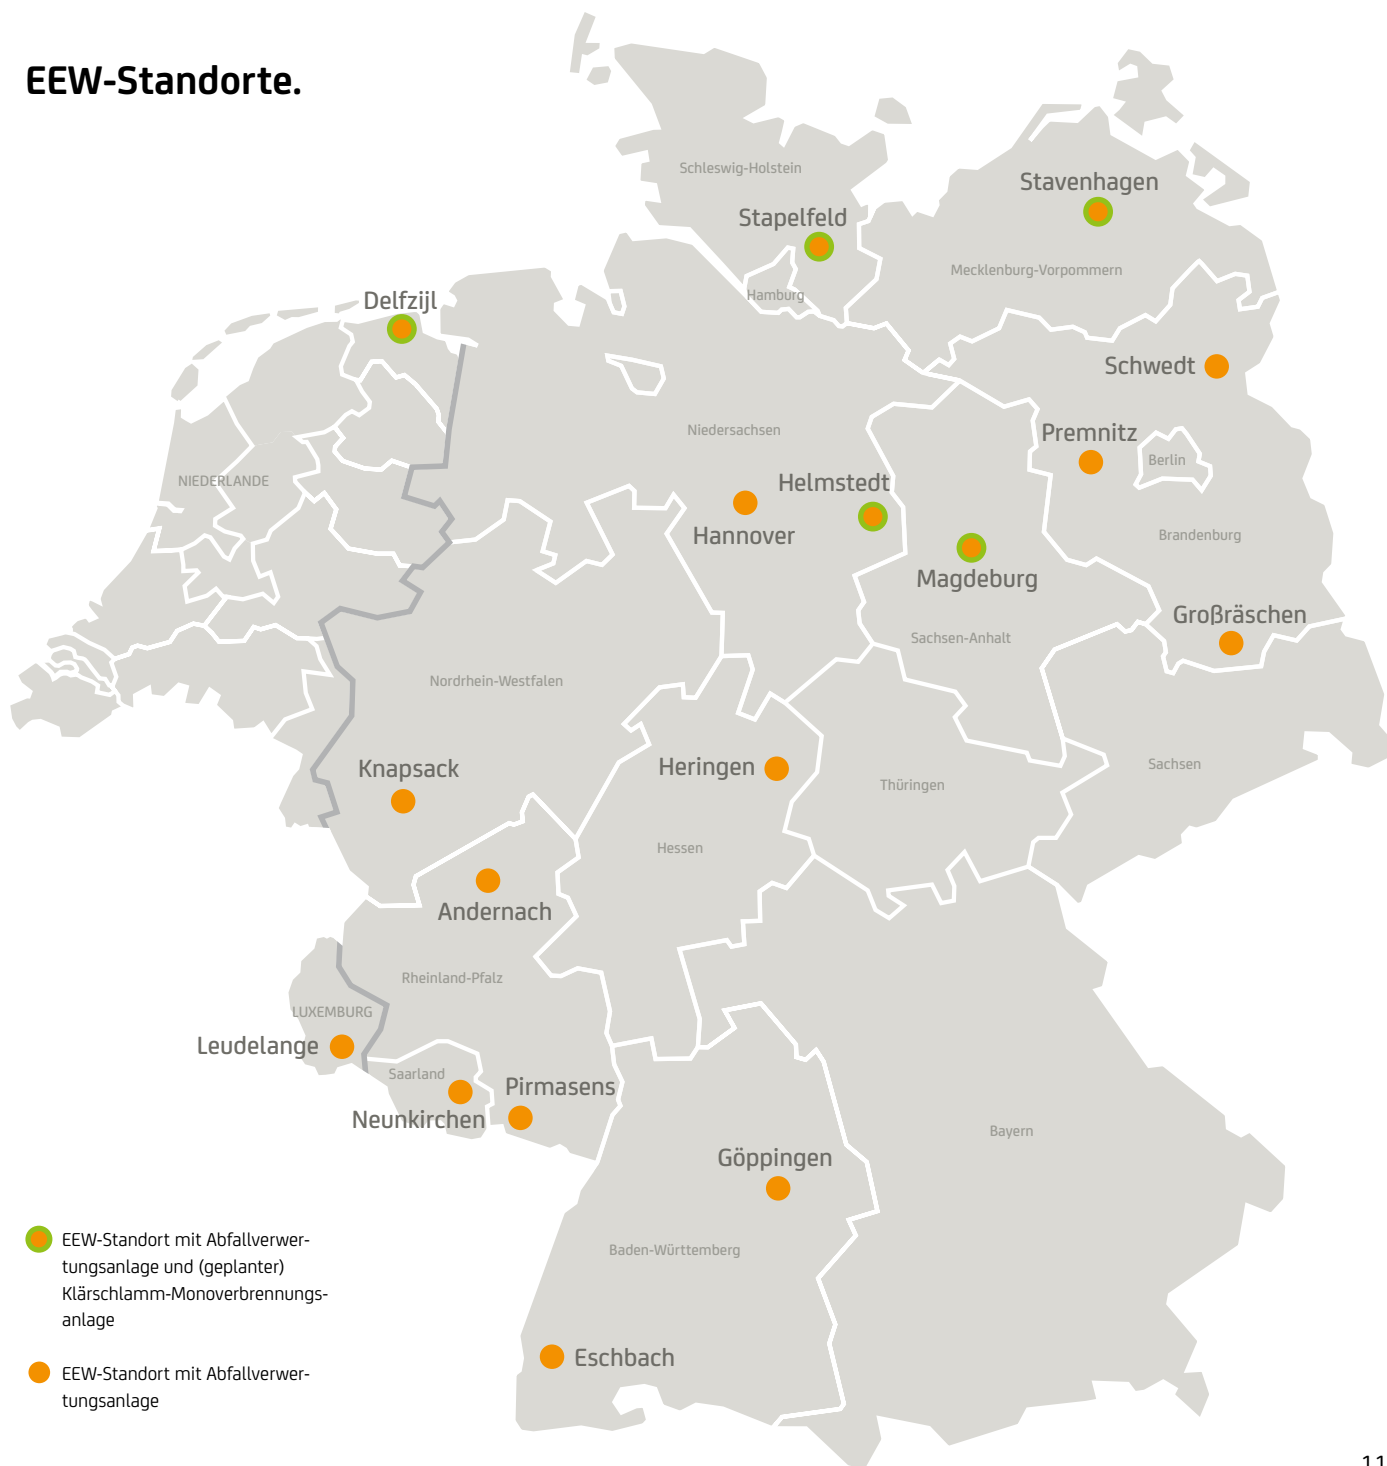 EEW-Standorte.
Schleswig-Holstein
Stavenhagen
Stapelfeld
Mecklenburg-Vorpommern
Hamburg
Delfzijl
Schwedt
Niedersachsen
Premnitz
Berlin
NIEDERLANDE
Helmstedt
Hannover
Brandenburg
Magdeburg
Großräschen
Sachsen-Anhalt
Nordrhein-Westfalen
Knapsack
Heringen
Sachsen
Thüringen
Hessen
Andernach
Rheinland-Pfalz
LUXEMBURG
Leudelange
Saarland
Pirmasens
Neunkirchen
Bayern
Göppingen
Baden-Württemberg
Eschbach
EEW-Standort mit Abfallverwer-
tungsanlage und (geplanter)
Klärschlamm-Monoverbrennungs-
anlage
EEW-Standort mit Abfallverwer-
tungsanlage
11